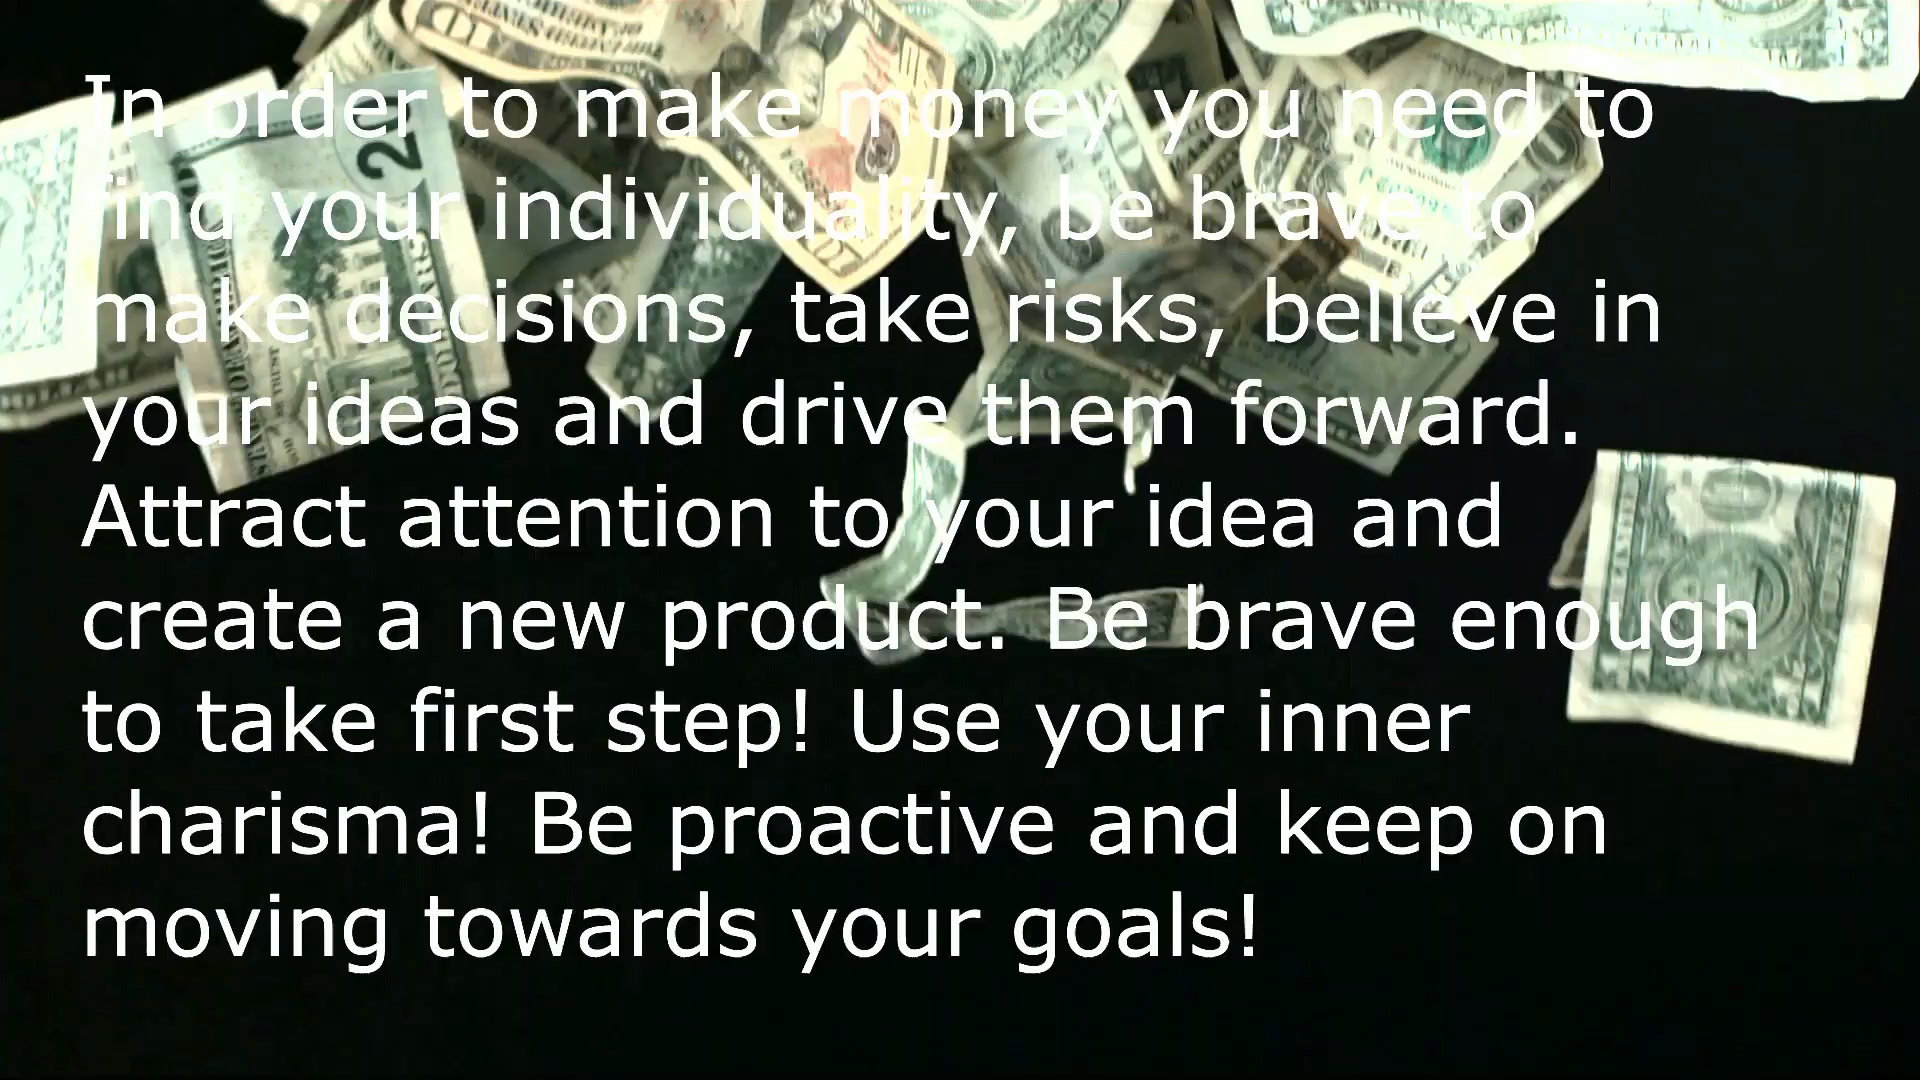 In order to make money you need to
find your individuality, be brave to
make decisions, take risks, believe in
your ideas and drive them forward.
Attract attention to your idea and
create a new product. Be brave enough
to take first step! Use your inner
charisma! Be proactive and keep on
moving towards your goals!